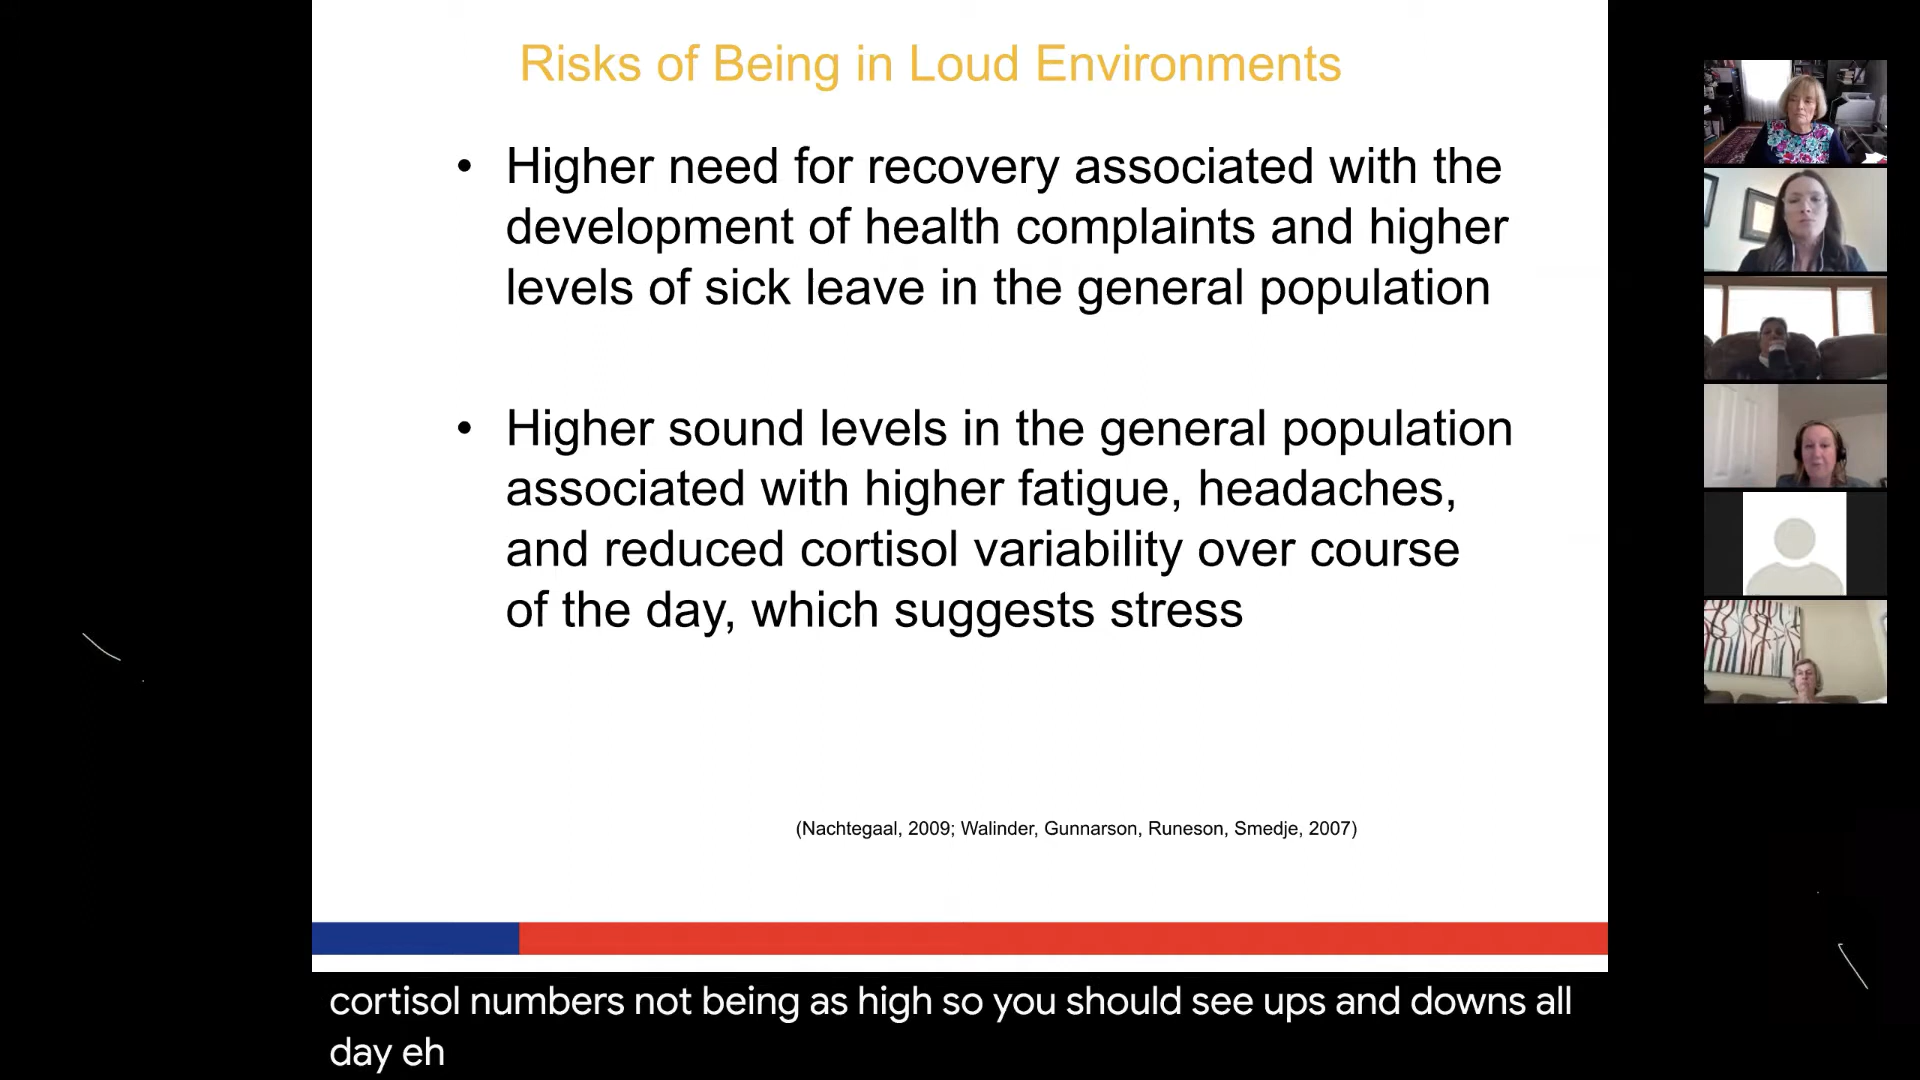 Risks of Being in Loud Environments
• Higher need for recovery associated with the
development of health complaints and higher
levels of sick leave in the general population
• Higher sound levels in the general population
associated with higher fatigue, headaches,
and reduced cortisol variability over course
of the day, which suggests stress
(Nachtegaal, 2009; Walinder, Gunnarson, Runeson, Smedje, 2007)
cortisol numbers not being as high so you should see ups and downs all
day eh